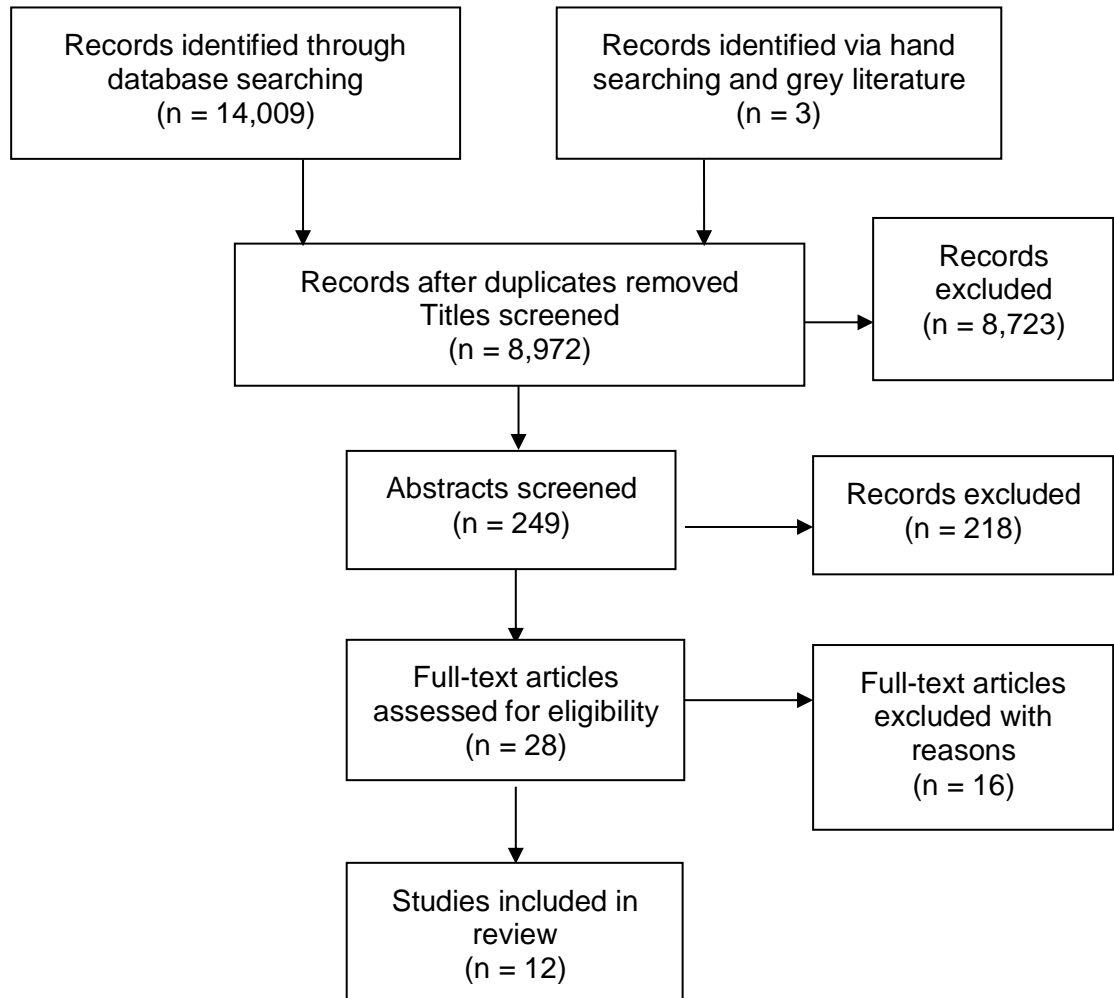 Records identified through
database searching
(n = 14,009)
Records identified via hand
searching and grey literature
(n = 3)
Records after duplicates removed
Titles screened
(n = 8,972)
Records
excluded
(n = 8,723)
Abstracts screened
(n = 249)
Records excluded
(n = 218)
Full-text articles
assessed for eligibility
(n = 28)
Full-text articles
excluded with
reasons
(n = 16)
Studies included in
review
(n = 12)